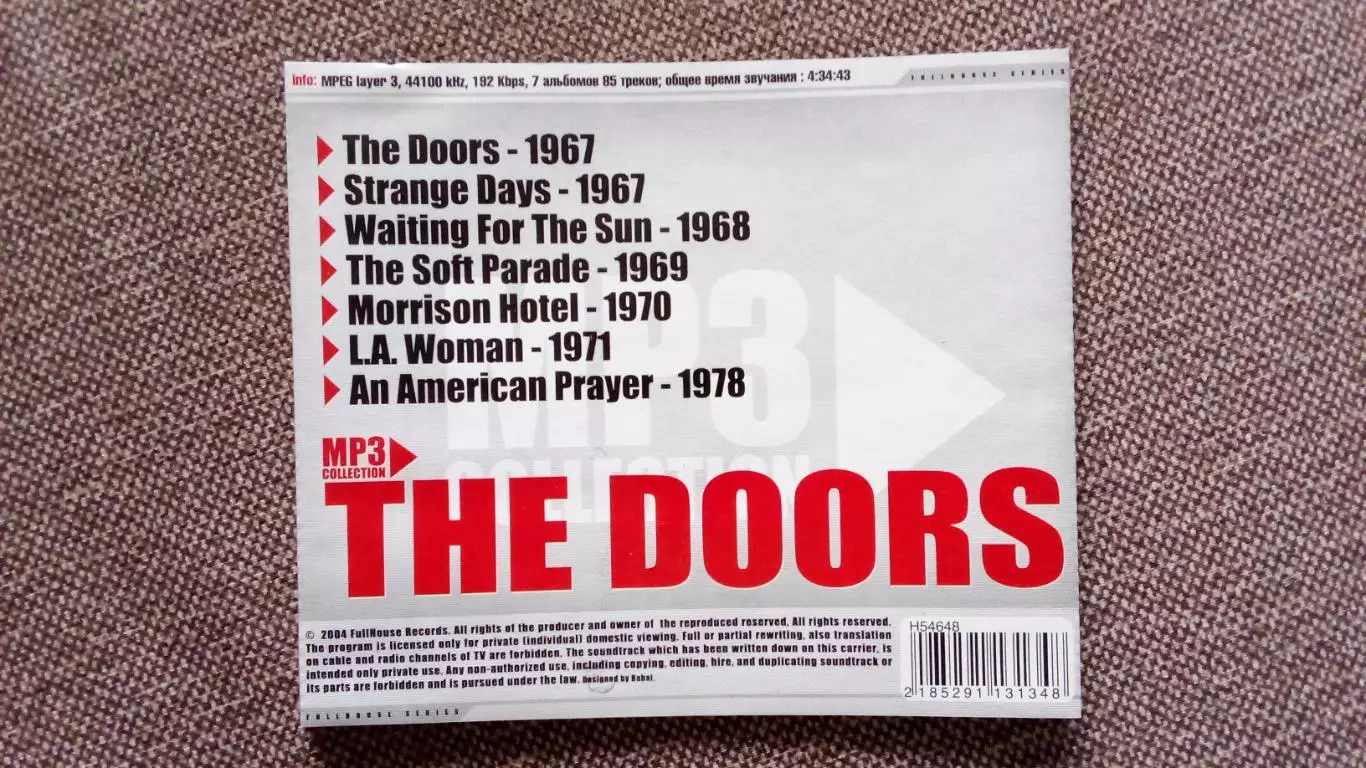 info: MPEG layer 3, 44100 kHz, 192 Kbps, 7 альбомов 85 треков; общее время звучания : 4:34:43
FULLHOUSE SERIES
The Doors - 1967
Strange Days - 1967
Waiting For The Sun - 1968
The Soft Parade - 1969
Morrison Hotel - 1970
L.A. Woman - 1971
An American Prayer - 1978
MP3
COLLECTION
MP3
COLLECTION
THE DOORS
© 2004 FullHouse Records. All rights of the producer and owner of the reproduced reserved, All rights reserved.
The program is licensed only for private (individual) domestic viewing. Full or partial rewriting, also translation
on cable and radio channels of TV are forbidden. The soundtrack which has been written down on this carrier, is
intended only private use. Any non-authorized use, including copying, editing, hire, and duplicating soundtrack or
its parts are forbidden and is pursued under the law. Designed by Babai.
H54648
2 185291 131348
FULLHOUSE SERIES